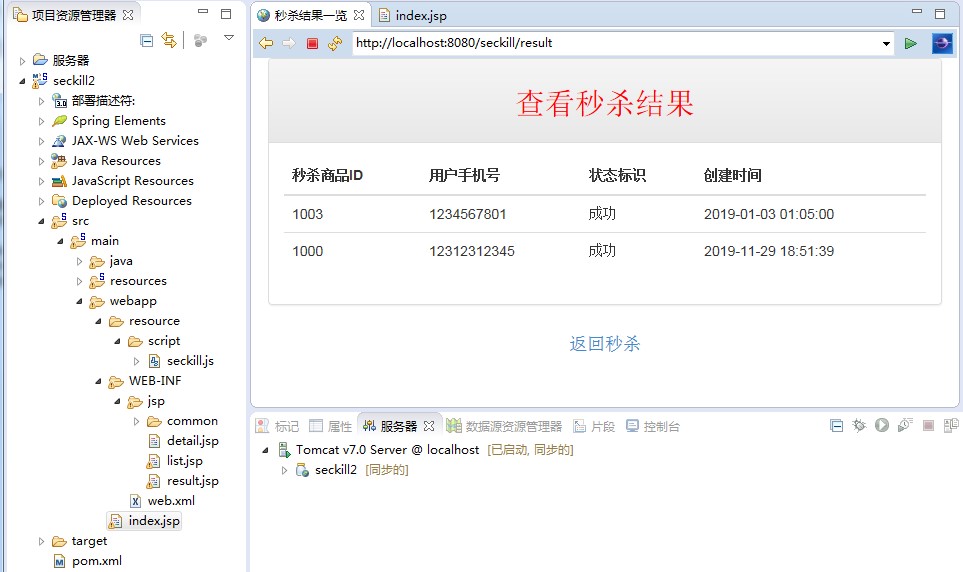 项目资源管理器
服务器
seckill2
部署描述符:
Spring Elements
JAX-WS Web Services
Java Resources
JavaScript Resources
Deployed Resources
src
main
java
resources
webapp
resource
script
seckill.js
WEB-INF
jsp
common
detail.jsp
list.jsp
result.jsp
web.xml
index.jsp
target
pom.xml
秒杀结果一览 index.jsp
http://localhost:8080/seckill/result
查看秒杀结果
秒杀商品ID 用户手机号 状态标识 创建时间
1003 1234567801 成功 2019-01-03 01:05:00
1000 12312312345 成功 2019-11-29 18:51:39
返回秒杀
标记 属性 服务器 数据源资源管理器 片段 控制台
Tomcat v7.0 Server @ localhost [已启动, 同步的]
seckill2 [同步的]